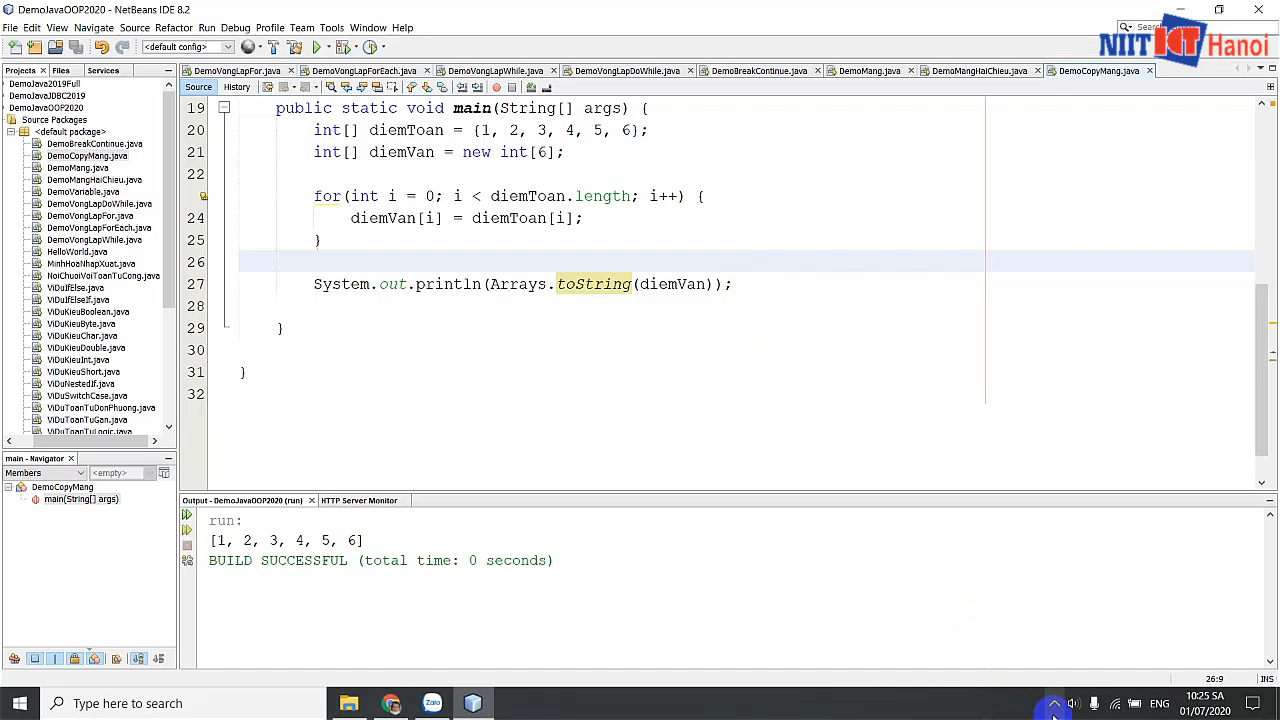 DemoJavaOOP2020 - NetBeans IDE 8.2
File Edit View Navigate Source Refactor Run Debug Profile Team Tools Window Help
<default config>
NIIT ICT Hanoi
Projects Files Services
DemoVongLapFor.java DemoVongLapForEach.java DemoVongLapWhile.java DemoVongLapDoWhile.java DemoBreakContinue.java DemoMang.java DemoMangHaiChieu.java DemoCopyMang.java
Source History
DemoJava2019Full
DemoJavaJDBC2019
DemoJavaOOP2020
Source Packages
<default package>
DemoBreakContinue.java
DemoCopyMang.java
DemoMang.java
DemoMangHaiChieu.java
DemoVariable.java
DemoVongLapDoWhile.java
DemoVongLapFor.java
DemoVongLapForEach.java
DemoVongLapWhile.java
HelloWorld.java
MinhHoaNhapXuat.java
NoiChuoiVoiToanTuCong.java
ViDuIfElse.java
ViDuIfElseIf.java
ViDuKieuBoolean.java
ViDuKieuByte.java
ViDuKieuChar.java
ViDuKieuDouble.java
ViDuKieuInt.java
ViDuKieuShort.java
ViDuNestedIf.java
ViDuSwitchCase.java
ViDuToanTuDonPhuong.java
ViDuToanTuGan.java
ViDuToanTuLogic.java
19 public static void main(String[] args) {
20 int[] diemToan = {1, 2, 3, 4, 5, 6};
21 int[] diemVan = new int[6];
22
for(int i = 0; i < diemToan.length; i++) {
24 diemVan[i] = diemToan[i];
25 }
26
27 System.out.println(Arrays.toString(diemVan));
28
29 }
30
31 }
32
main - Navigator
Members <empty>
DemoCopyMang
main(String[] args)
Output - DemoJavaOOP2020 (run) HTTP Server Monitor
run:
[1, 2, 3, 4, 5, 6]
BUILD SUCCESSFUL (total time: 0 seconds)
26:9 INS
Type here to search
ENG
10:25 SA
01/07/2020